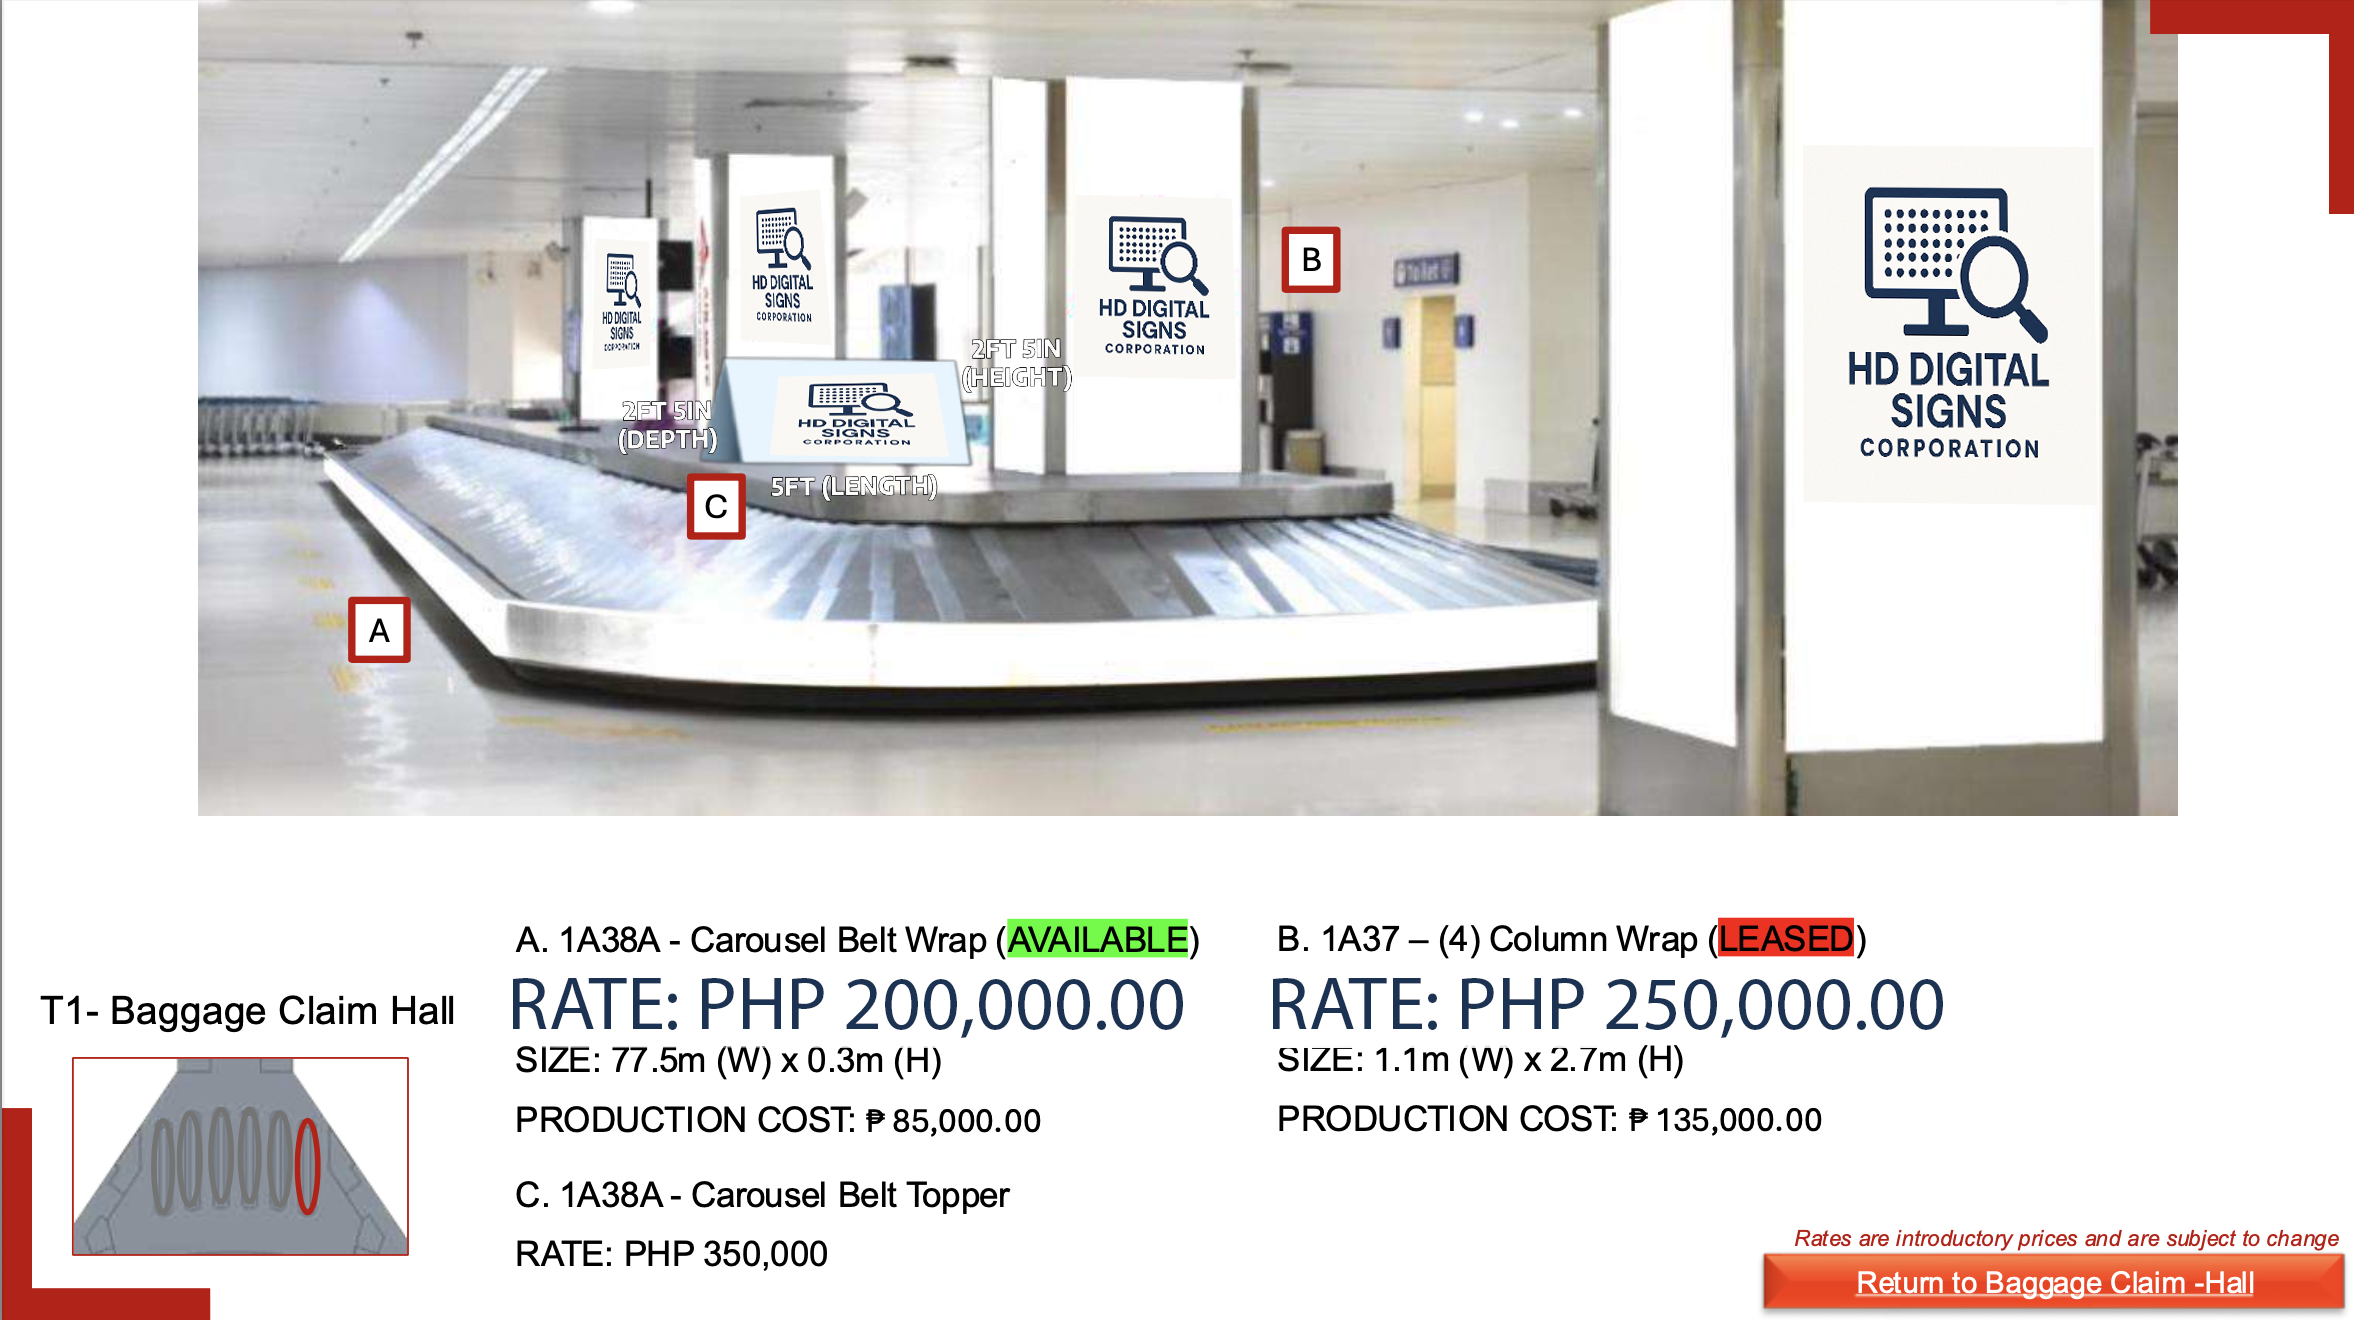 HD DIGITAL
SIGNS
CORPORATION
HD DIGITAL
SIGNS
CORPORATION
HD DIGITAL
SIGNS
CORPORATION
HD DIGITAL
SIGNS
CORPORATION
B
Toilet
2FT 5IN
(HEIGHT)
2FT 5IN
(DEPTH)
HD DIGITAL
SIGNS
CORPORATION
5FT (LENGTH)
C
A
T1- Baggage Claim Hall
A. 1A38A - Carousel Belt Wrap (AVAILABLE)
RATE: PHP 200,000.00
SIZE: 77.5m (W) x 0.3m (H)
PRODUCTION COST: ₱ 85,000.00
C. 1A38A - Carousel Belt Topper
RATE: PHP 350,000
B. 1A37 – (4) Column Wrap (LEASED)
RATE: PHP 250,000.00
SIZE: 1.1m (W) x 2.7m (H)
PRODUCTION COST: ₱ 135,000.00
Rates are introductory prices and are subject to change
Return to Baggage Claim -Hall